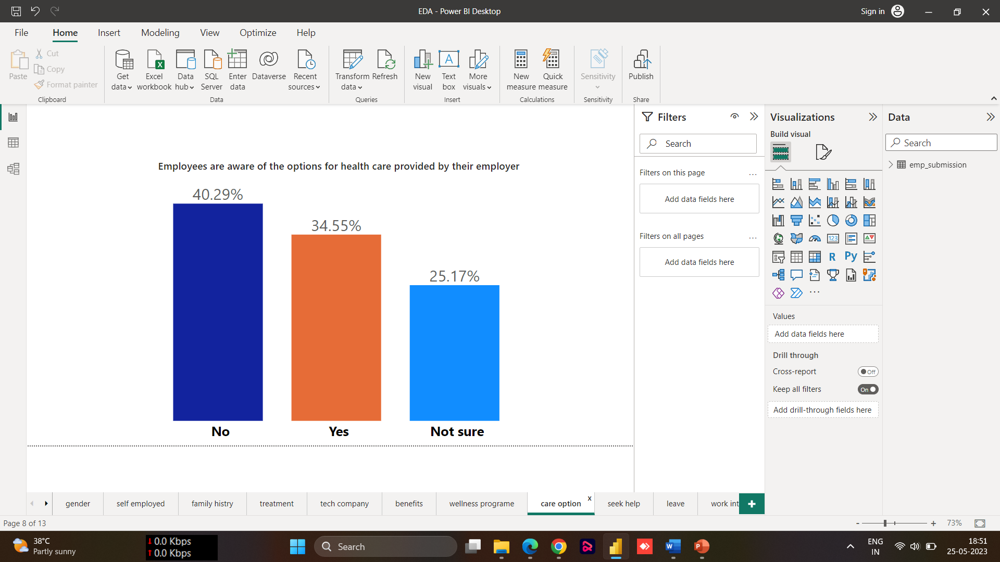 EDA - Power BI Desktop
Sign in
File Home Insert Modeling View Optimize Help
Paste
Cut
Copy
Format painter
Clipboard
Get data
Excel workbook
Data hub
SQL Server
Enter data
Dataverse
Recent sources
Data
Transform data
Refresh
Queries
New visual
Text box
More visuals
Insert
New measure
Quick measure
Calculations
Sensitivity
Sensitivity
Publish
Share
Employees are aware of the options for health care provided by their employer
40.29%
34.55%
25.17%
No
Yes
Not sure
Filters
Search
Filters on this page
...
Add data fields here
Filters on all pages
...
Add data fields here
Visualizations
Build visual
123
R
Py
...
Values
Add data fields here
Drill through
Cross-report
Off
Keep all filters
On
Add drill-through fields here
Data
Search
emp_submission
gender
self employed
family histry
treatment
tech company
benefits
wellness programe
care option
x
seek help
leave
work int
+
Page 8 of 13
- + 73%
38°C
Partly sunny
0.0 Kbps
0.0 Kbps
Search
ENG
IN
18:51
25-05-2023